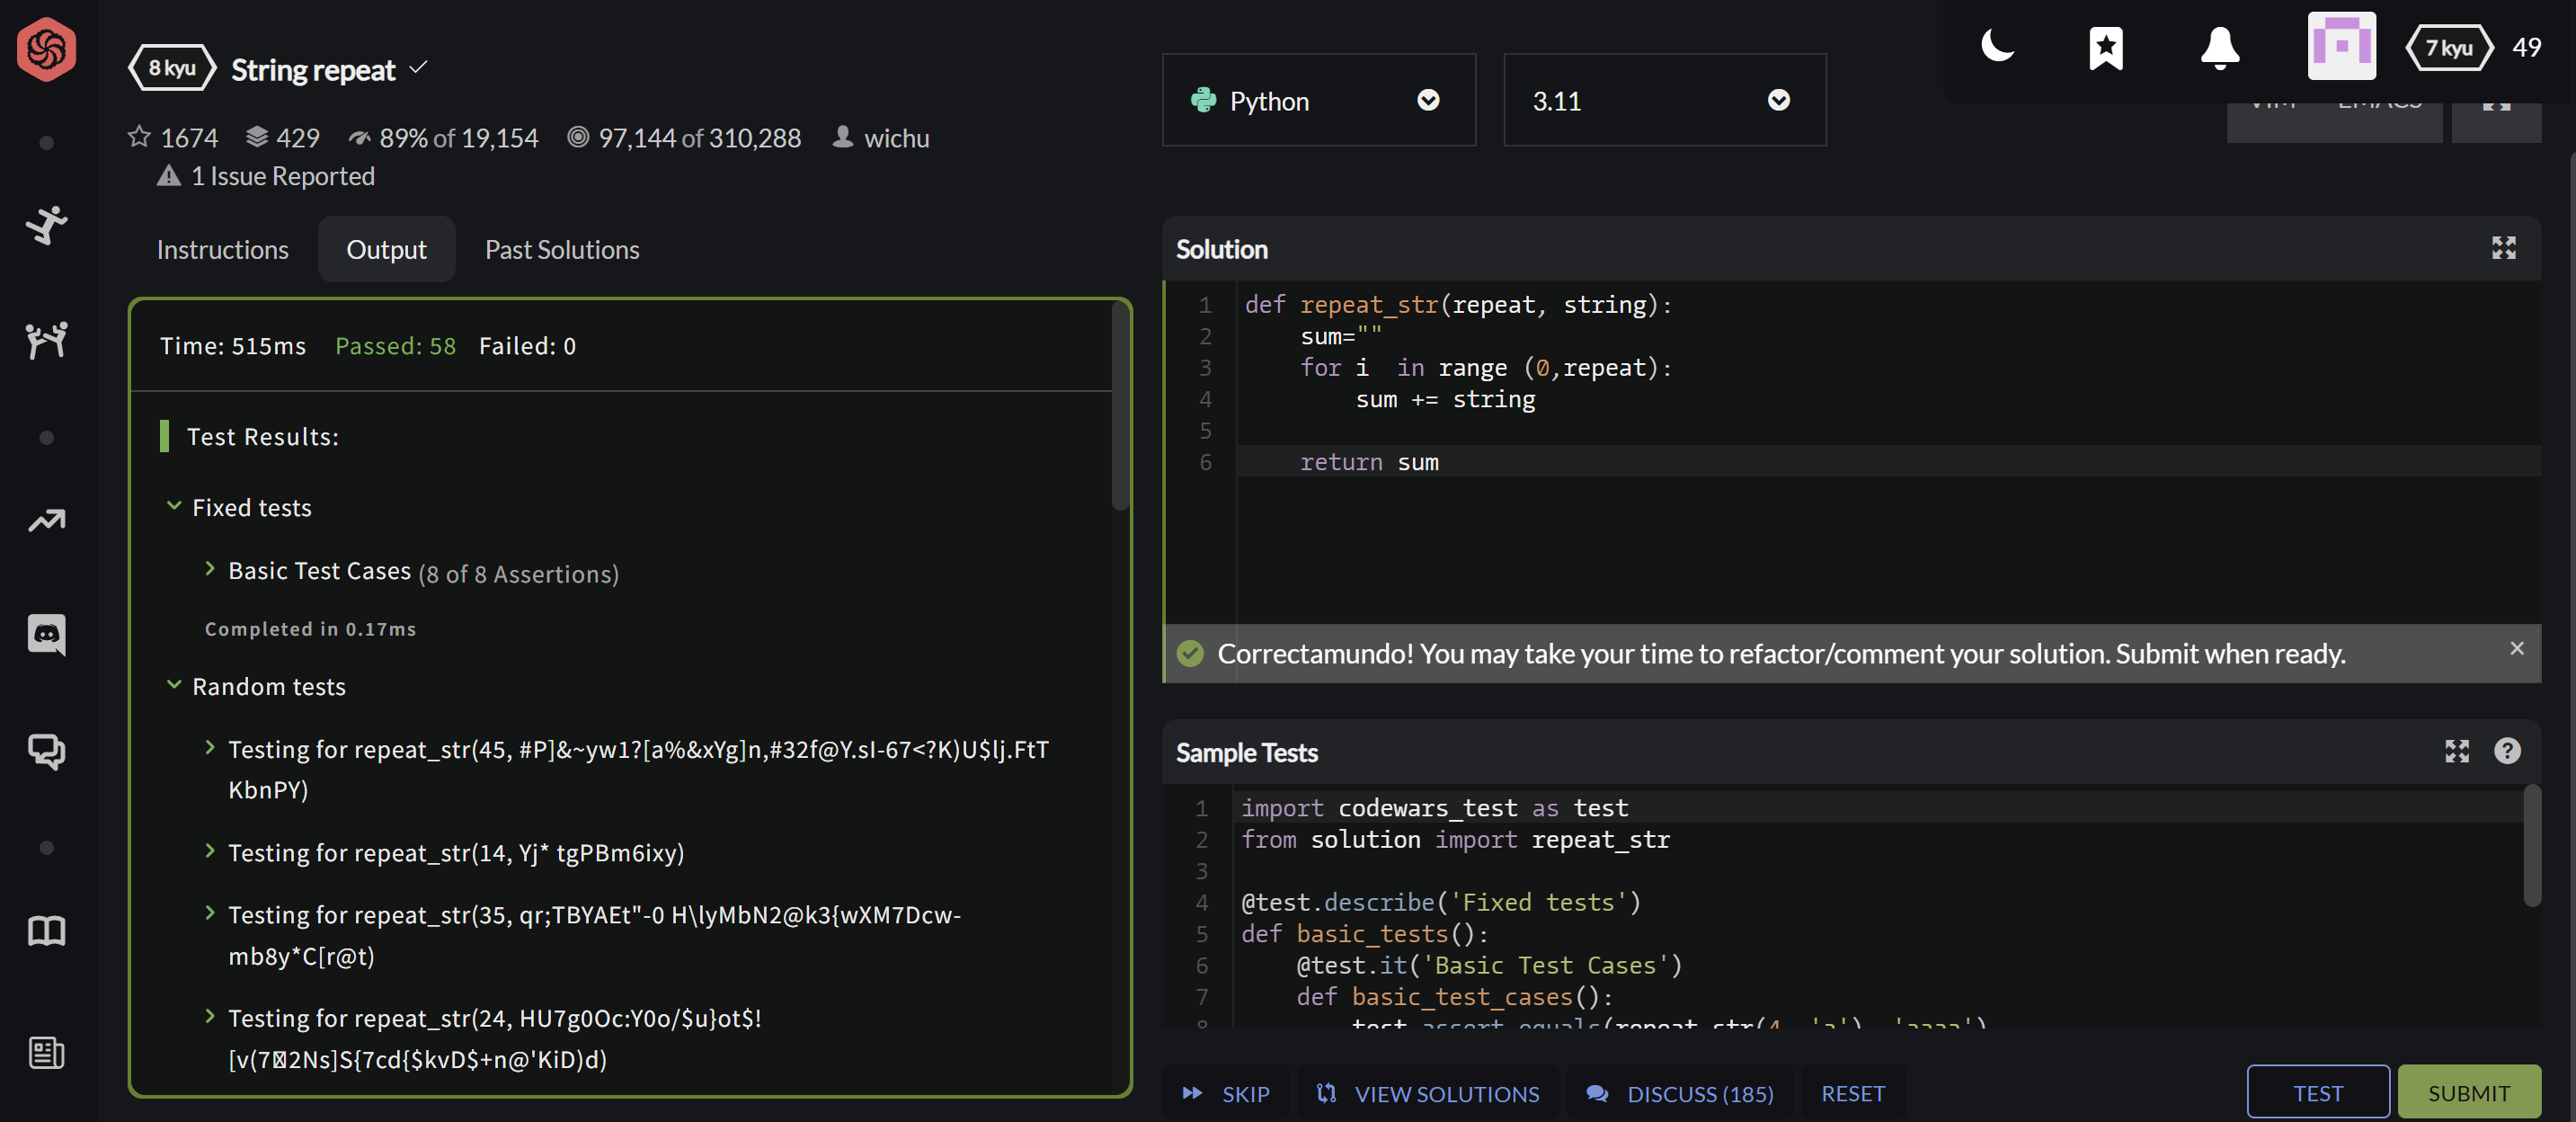 8 kyu String repeat
1674 429 89% of 19,154 97,144 of 310,288 wichu
1 Issue Reported
Python
3.11
7 kyu 49
VIM EMACS
Instructions Output Past Solutions
Time: 515ms Passed: 58 Failed: 0
Test Results:
Fixed tests
Basic Test Cases (8 of 8 Assertions)
Completed in 0.17ms
Random tests
Testing for repeat_str(45, #P]&~yw1?[a%&xYg]n,#32f@Y.sI-67<?K)U$lj.FtT
KbnPY)
Testing for repeat_str(14, Yj* tgPBm6ixy)
Testing for repeat_str(35, qr;TBYAEt"-0 H\lyMbN2@k3{wXM7Dcw-
mb8y*C[r@t)
Testing for repeat_str(24, HU7g0Oc:Y0o/$u}ot$!
[v(72Ns]S{7cd{$kvD$+n@'KiD)d)
Solution
1 def repeat_str(repeat, string):
2     sum=""
3     for i  in range (0,repeat):
4         sum += string
5
6     return sum
Correctamundo! You may take your time to refactor/comment your solution. Submit when ready.
Sample Tests
1 import codewars_test as test
2 from solution import repeat_str
3
4 @test.describe('Fixed tests')
5 def basic_tests():
6     @test.it('Basic Test Cases')
7     def basic_test_cases():
8         test.assert_equals(repeat_str(4, 'a'), 'aaaa')
SKIP VIEW SOLUTIONS DISCUSS (185) RESET TEST SUBMIT